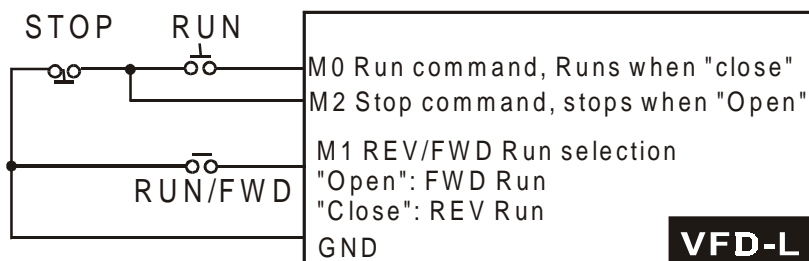 STOP RUN
M0 Run command, Runs when "close"
M2 Stop command, stops when "Open"
M1 REV/FWD Run selection
RUN/FWD
"Open": FWD Run
"Close": REV Run
GND
VFD-L